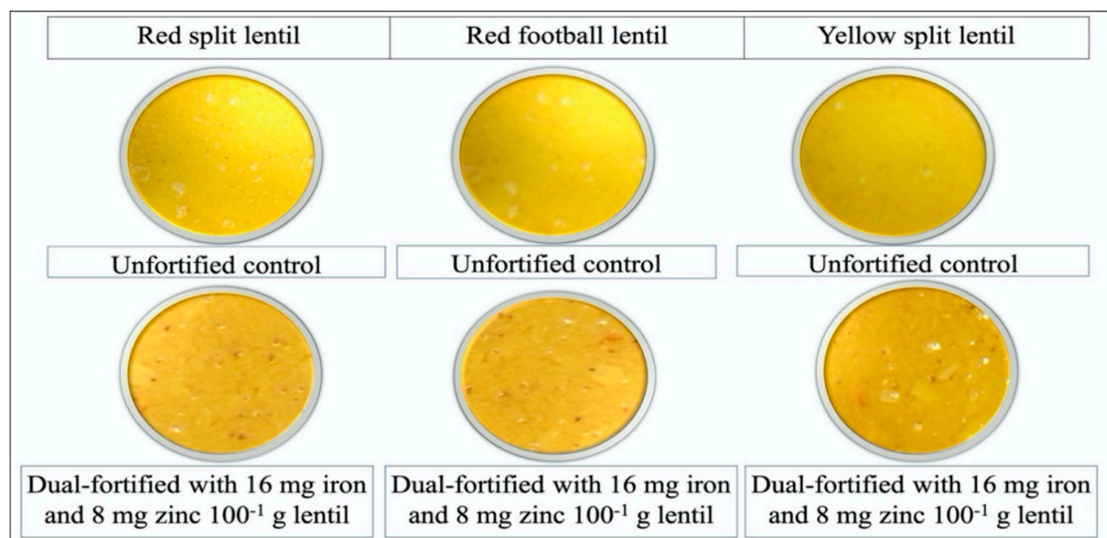 Red split lentil
Red football lentil
Yellow split lentil
Unfortified control
Unfortified control
Unfortified control
Dual-fortified with 16 mg iron
and 8 mg zinc 100⁻¹ g lentil
Dual-fortified with 16 mg iron
and 8 mg zinc 100⁻¹ g lentil
Dual-fortified with 16 mg iron
and 8 mg zinc 100⁻¹ g lentil